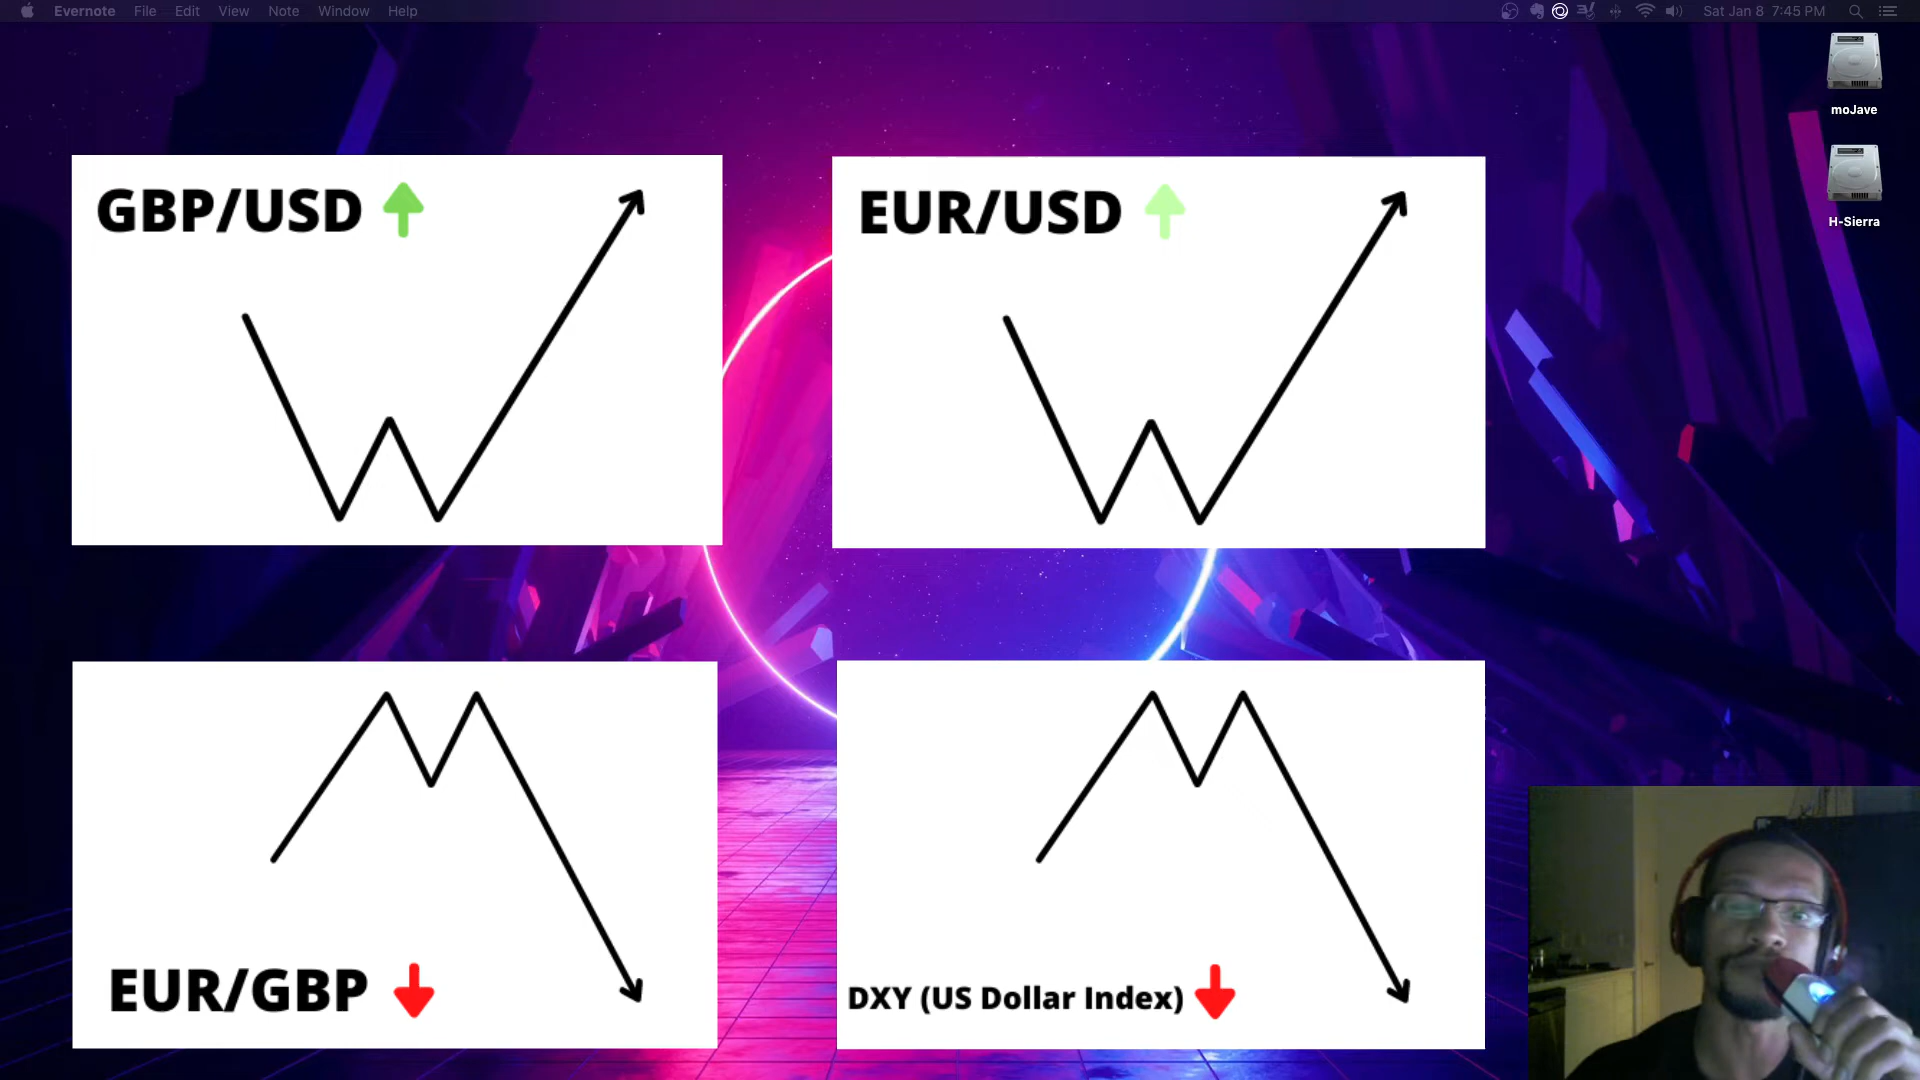 Evernote File Edit View Note Window Help Sat Jan 8 7:45 PM
moJave
H-Sierra
GBP/USD
EUR/USD
EUR/GBP
DXY (US Dollar Index)